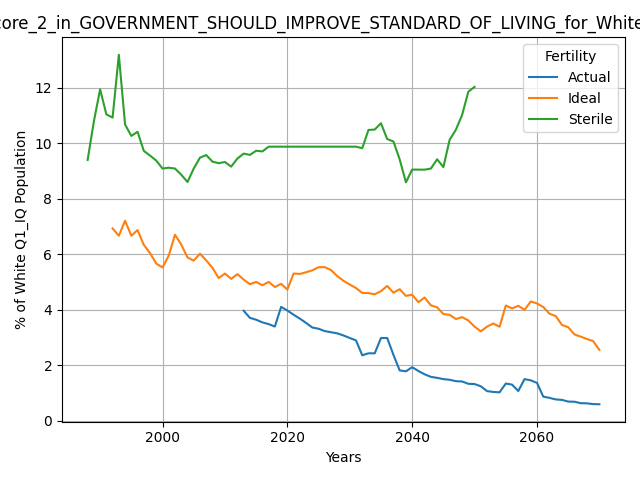 core_2_in_GOVERNMENT_SHOULD_IMPROVE_STANDARD_OF_LIVING_for_White
Fertility
Actual
Ideal
Sterile
% of White Q1_IQ Population
12
10
8
6
4
2
0
2000 2020 2040 2060
Years